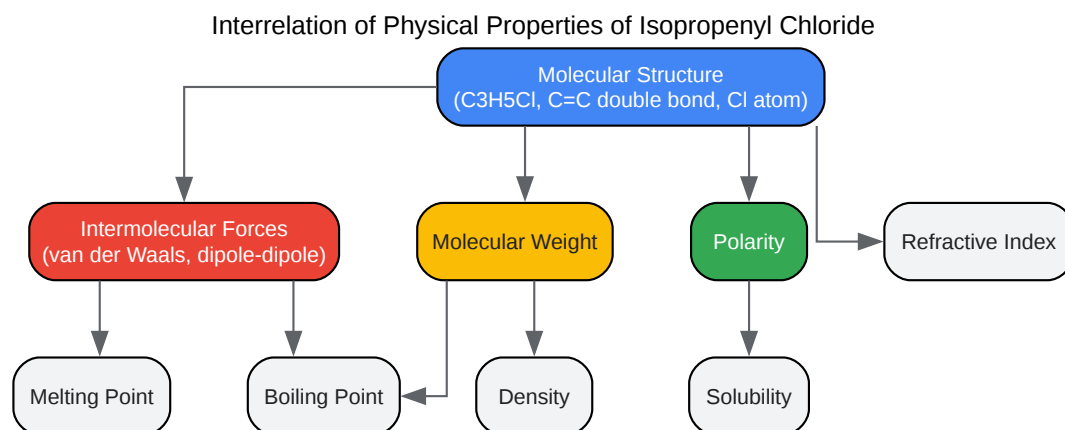 Interrelation of Physical Properties of Isopropenyl Chloride
Molecular Structure
(C3H5Cl, C=C double bond, Cl atom)
Intermolecular Forces
(van der Waals, dipole-dipole)
Molecular Weight
Polarity
Refractive Index
Melting Point
Boiling Point
Density
Solubility